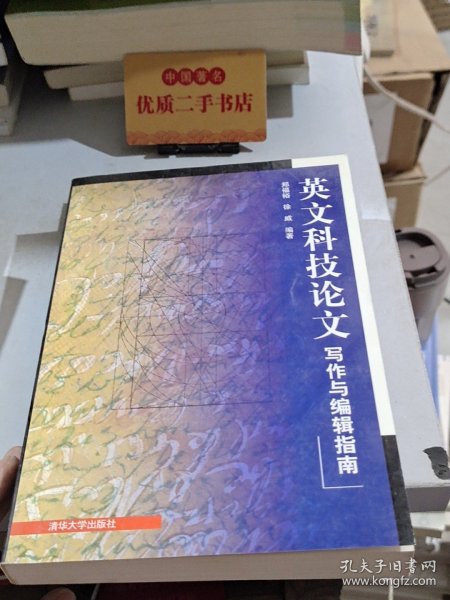 中国著名
优质二手书店
英文科技论文
写作与编辑指南
郑福裕 徐威 编著
清华大学出版社
孔夫子旧书网
www.kongfz.com